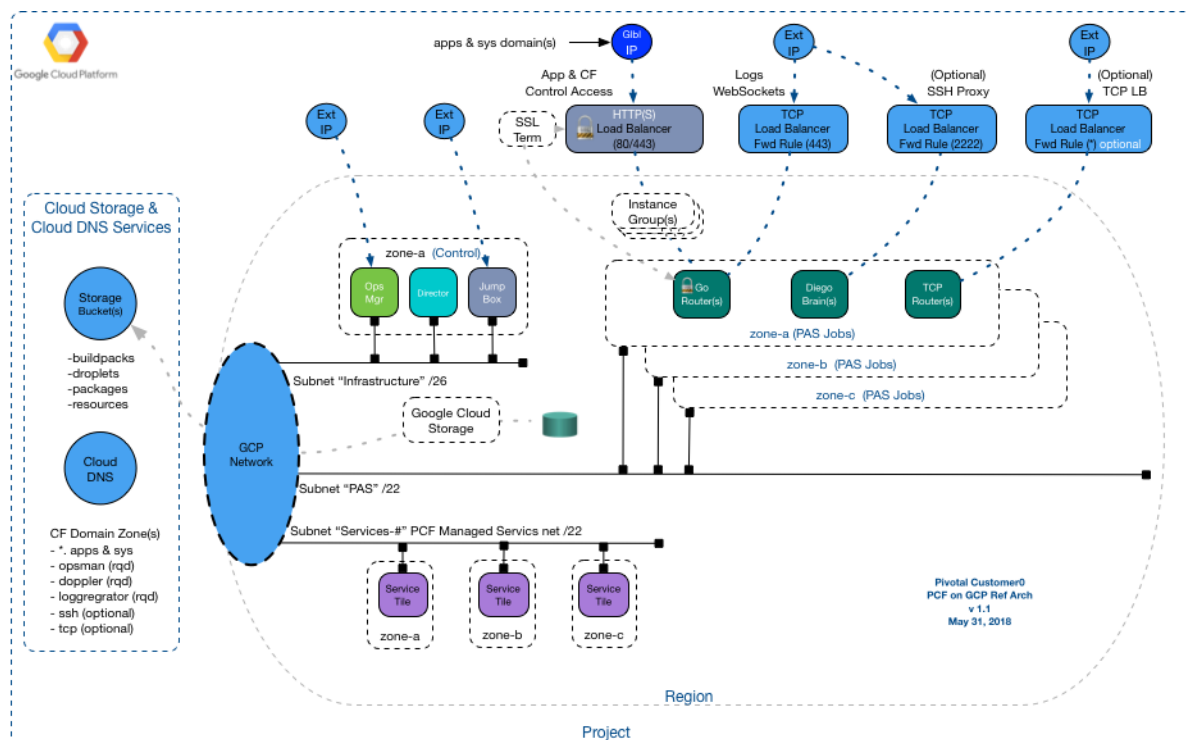 Google Cloud Platform
apps & sys domain(s)
Glbl
IP
Ext
IP
Ext
IP
Ext
IP
Ext
IP
App & CF
Control Access
Logs
WebSockets
(Optional)
SSH Proxy
(Optional)
TCP LB
SSL
Term
HTTP(S)
Load Balancer
(80/443)
TCP
Load Balancer
Fwd Rule (443)
TCP
Load Balancer
Fwd Rule (2222)
TCP
Load Balancer
Fwd Rule (*) optional
Cloud Storage &
Cloud DNS Services
Storage
Bucket(s)
-buildpacks
-droplets
-packages
-resources
Cloud
DNS
CF Domain Zone(s)
- *. apps & sys
- opsman (rqd)
- doppler (rqd)
- loggregrator (rqd)
- ssh (optional)
- tcp (optional)
Instance
Group(s)
zone-a (Control)
Ops
Mgr
Director
Jump
Box
Go
Router(s)
Diego
Brain(s)
TCP
Router(s)
zone-a (PAS Jobs)
zone-b (PAS Jobs)
zone-c (PAS Jobs)
Subnet “Infrastructure” /26
Google Cloud
Storage
GCP
Network
Subnet “PAS” /22
Subnet “Services-#” PCF Managed Servics net /22
Service
Tile
Service
Tile
Service
Tile
zone-a
zone-b
zone-c
Pivotal Customer0
PCF on GCP Ref Arch
v 1.1
May 31, 2018
Region
Project